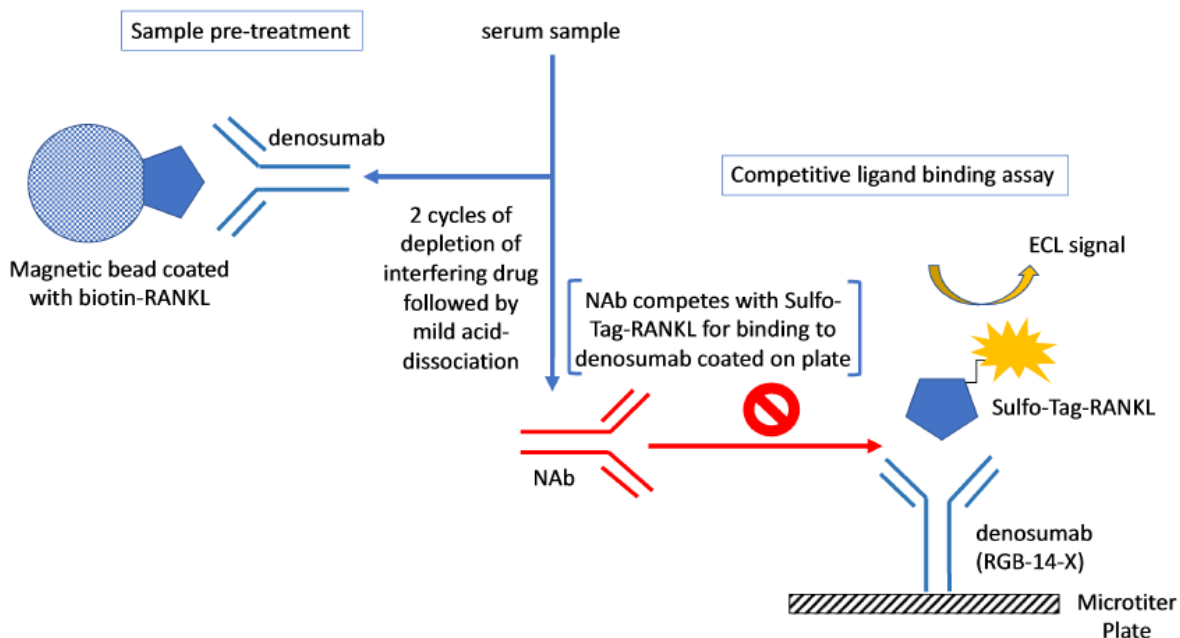 Sample pre-treatment
serum sample
denosumab
Magnetic bead coated
with biotin-RANKL
2 cycles of
depletion of
interfering drug
followed by
mild acid-
dissociation
Competitive ligand binding assay
ECL signal
NAb competes with Sulfo-
Tag-RANKL for binding to
denosumab coated on plate
Sulfo-Tag-RANKL
NAb
denosumab
(RGB-14-X)
Microtiter
Plate